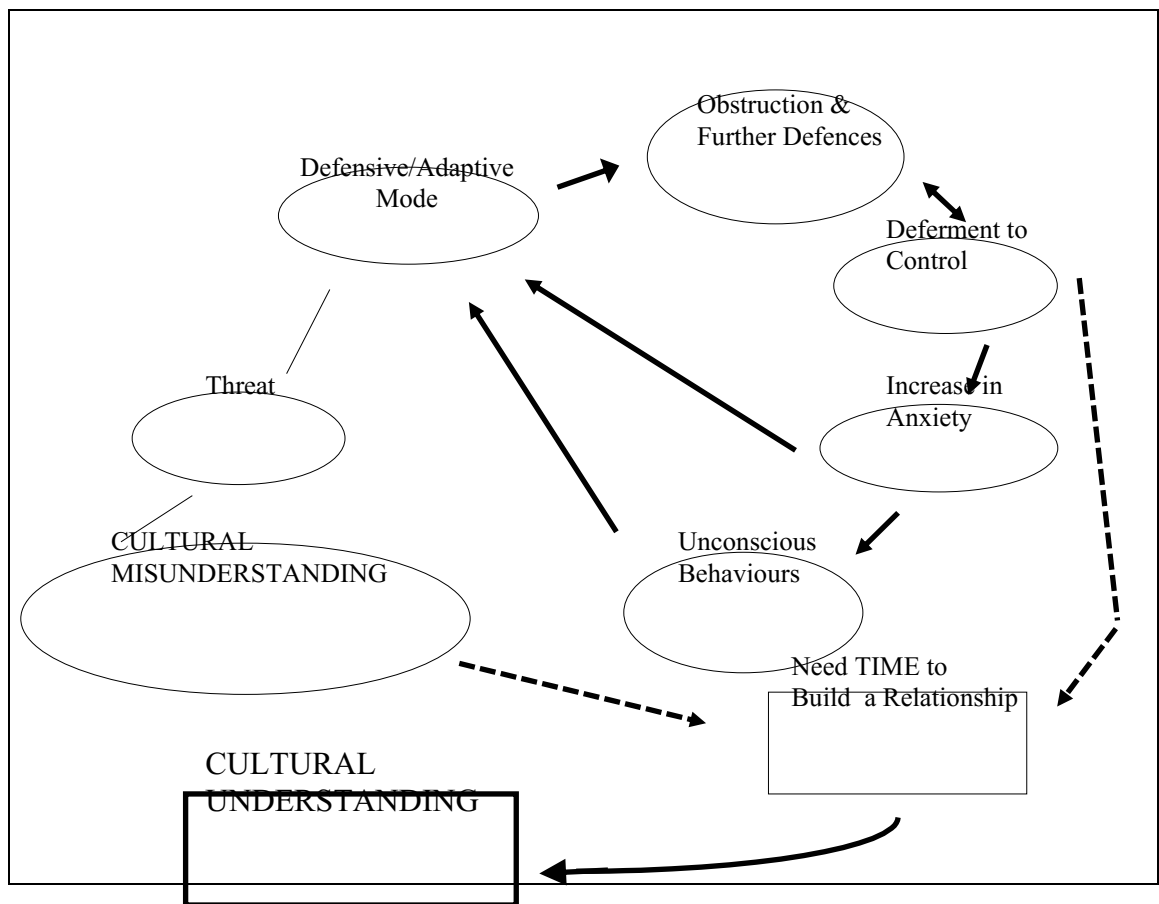 Obstruction &
Further Defences
Defensive/Adaptive
Mode
Deferment to
Control
Threat
Increase in
Anxiety
CULTURAL
MISUNDERSTANDING
Unconscious
Behaviours
Need TIME to
Build a Relationship
CULTURAL
UNDERSTANDING